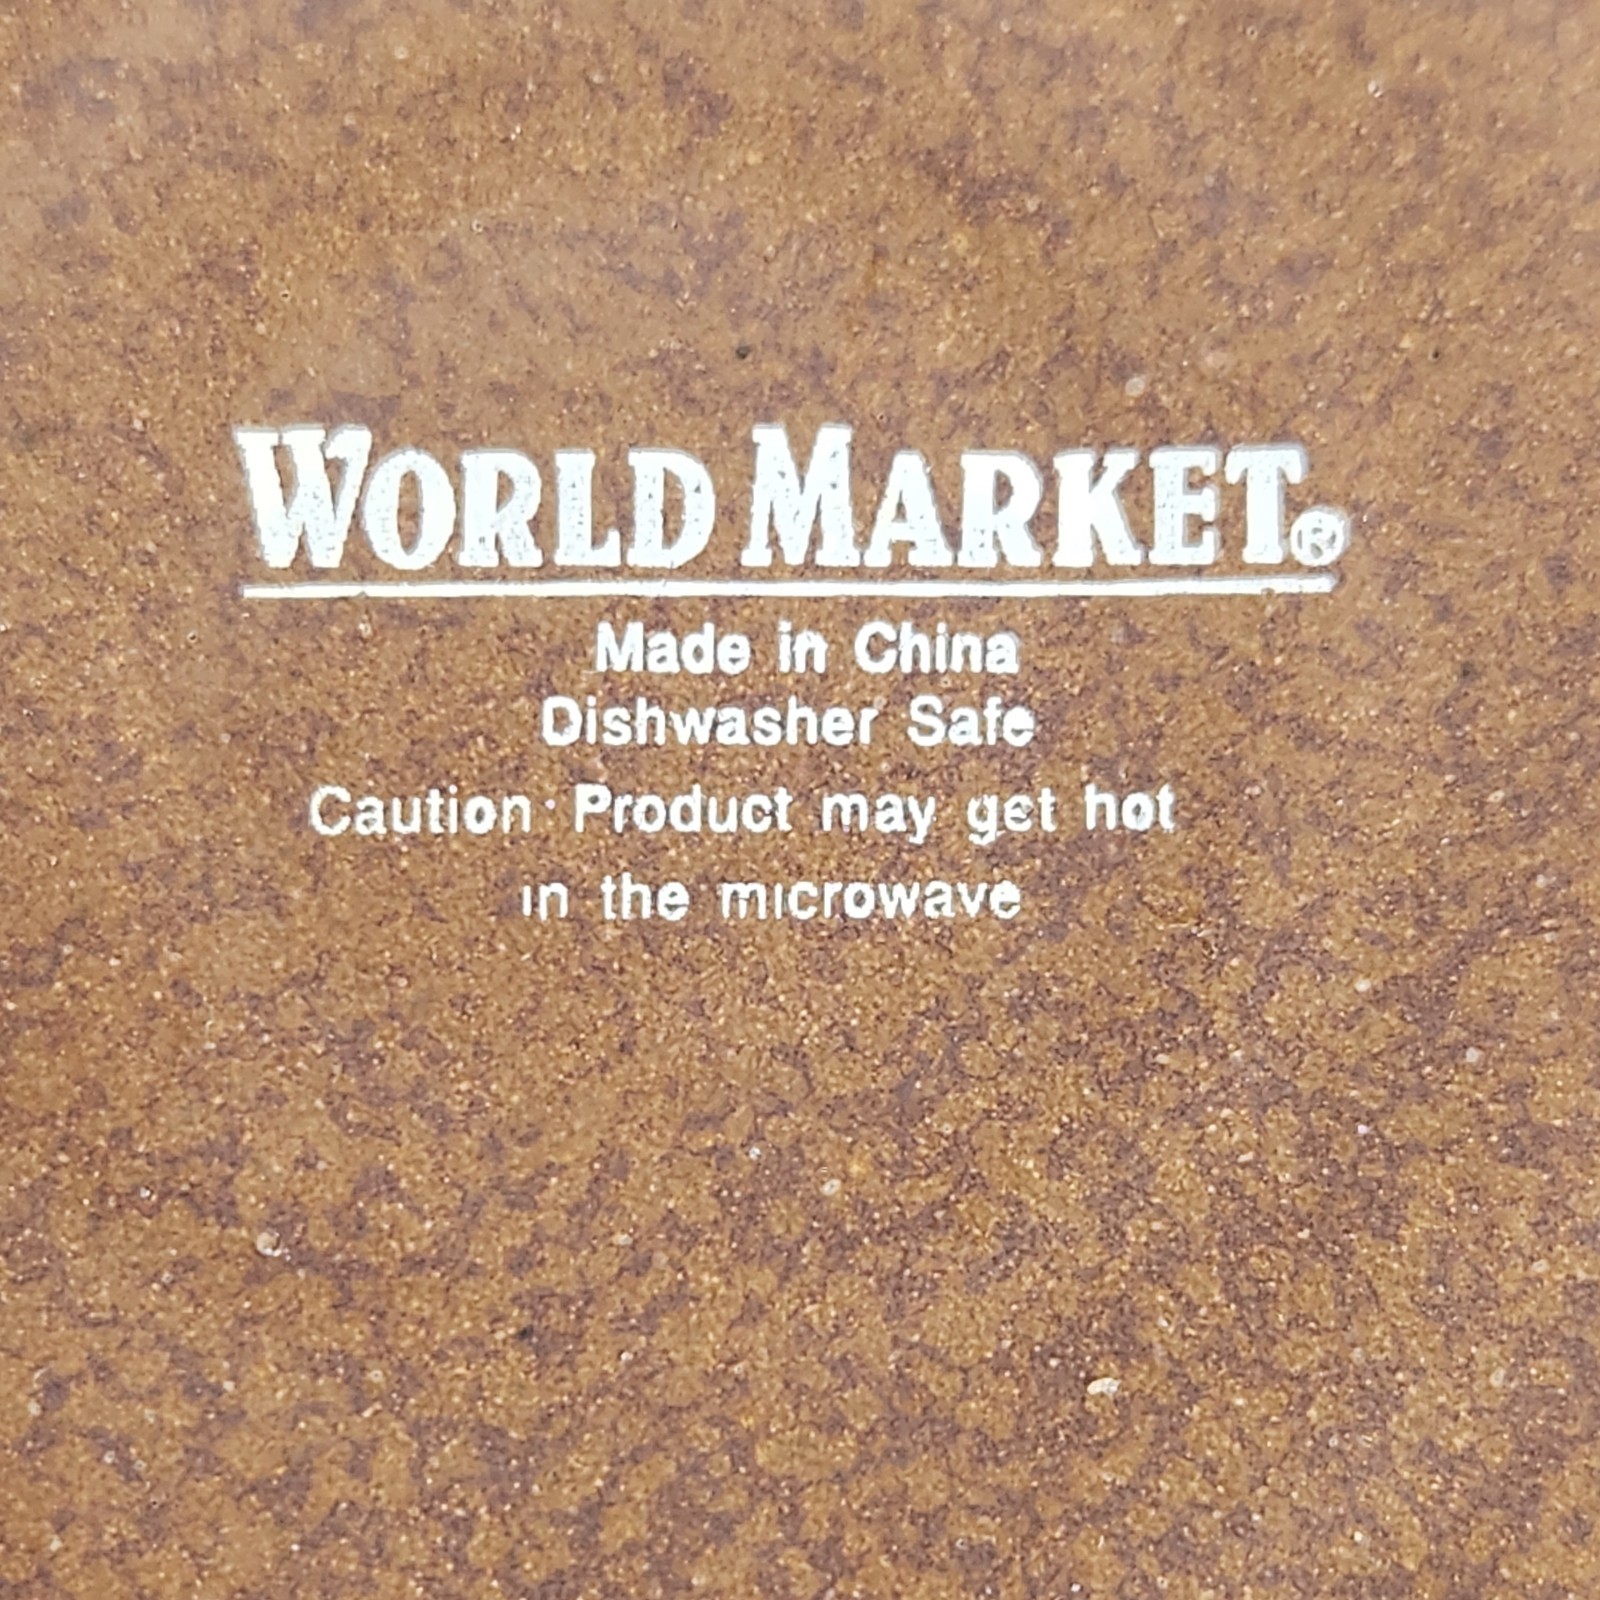 WORLD MARKET®
Made in China
Dishwasher Safe
Caution: Product may get hot
in the microwave